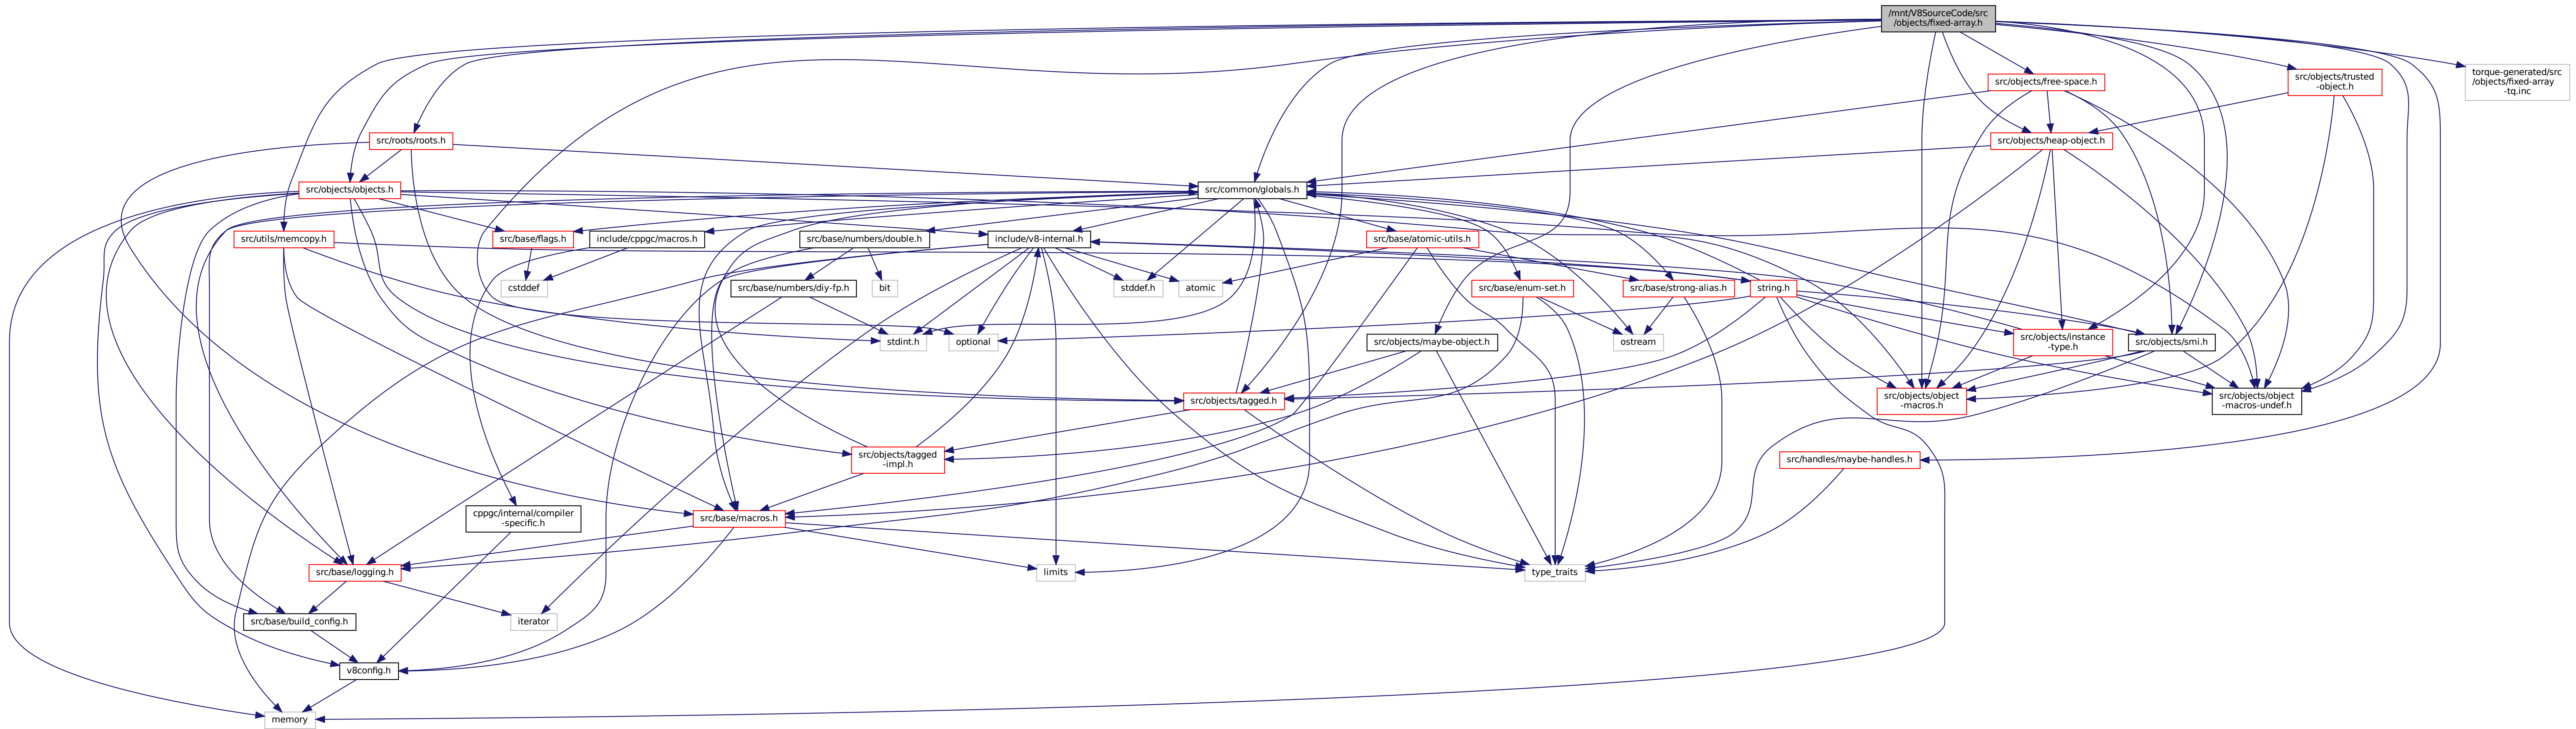 /mnt/V8SourceCode/src
/objects/fixed-array.h
torque-generated/src
/objects/fixed-array
-tq.inc
src/objects/trusted
-object.h
src/objects/free-space.h
src/roots/roots.h
src/objects/heap-object.h
src/objects/objects.h
src/common/globals.h
src/utils/memcopy.h
src/base/flags.h
include/cppgc/macros.h
src/base/numbers/double.h
include/v8-internal.h
src/base/atomic-utils.h
cstddef
src/base/numbers/diy-fp.h
bit
stddef.h
atomic
src/base/enum-set.h
src/base/strong-alias.h
string.h
stdint.h
optional
src/objects/maybe-object.h
ostream
src/objects/instance
-type.h
src/objects/smi.h
src/objects/tagged.h
src/objects/object
-macros.h
src/objects/object
-macros-undef.h
src/objects/tagged
-impl.h
src/handles/maybe-handles.h
cppgc/internal/compiler
-specific.h
src/base/macros.h
src/base/logging.h
limits
type_traits
src/base/build_config.h
iterator
v8config.h
memory